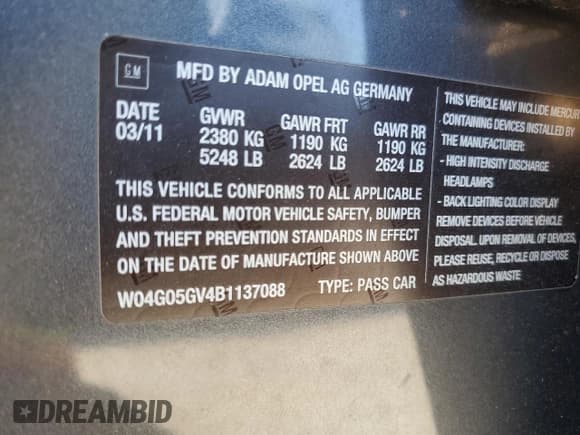 GM
MFD BY ADAM OPEL AG GERMANY
DATE GVWR GAWR FRT GAWR RR
03/11 2380 KG 1190 KG 1190 KG
5248 LB 2624 LB 2624 LB
THIS VEHICLE CONFORMS TO ALL APPLICABLE
U.S. FEDERAL MOTOR VEHICLE SAFETY, BUMPER
AND THEFT PREVENTION STANDARDS IN EFFECT
ON THE DATE OF MANUFACTURE SHOWN ABOVE
W04G05GV4B1137088 TYPE: PASS CAR
THIS VEHICLE MAY INCLUDE MERCUR
CONTAINING DEVICES INSTALLED BY
THE MANUFACTURER:
- HIGH INTENSITY DISCHARGE
HEADLAMPS
- BACK LIGHTING COLOR DISPLAY
REMOVE DEVICES BEFORE VEHICLE
DISPOSAL. UPON REMOVAL OF DEVICES,
PLEASE REUSE, RECYCLE OR DISPOSE
AS HAZARDOUS WASTE
DREAMBID